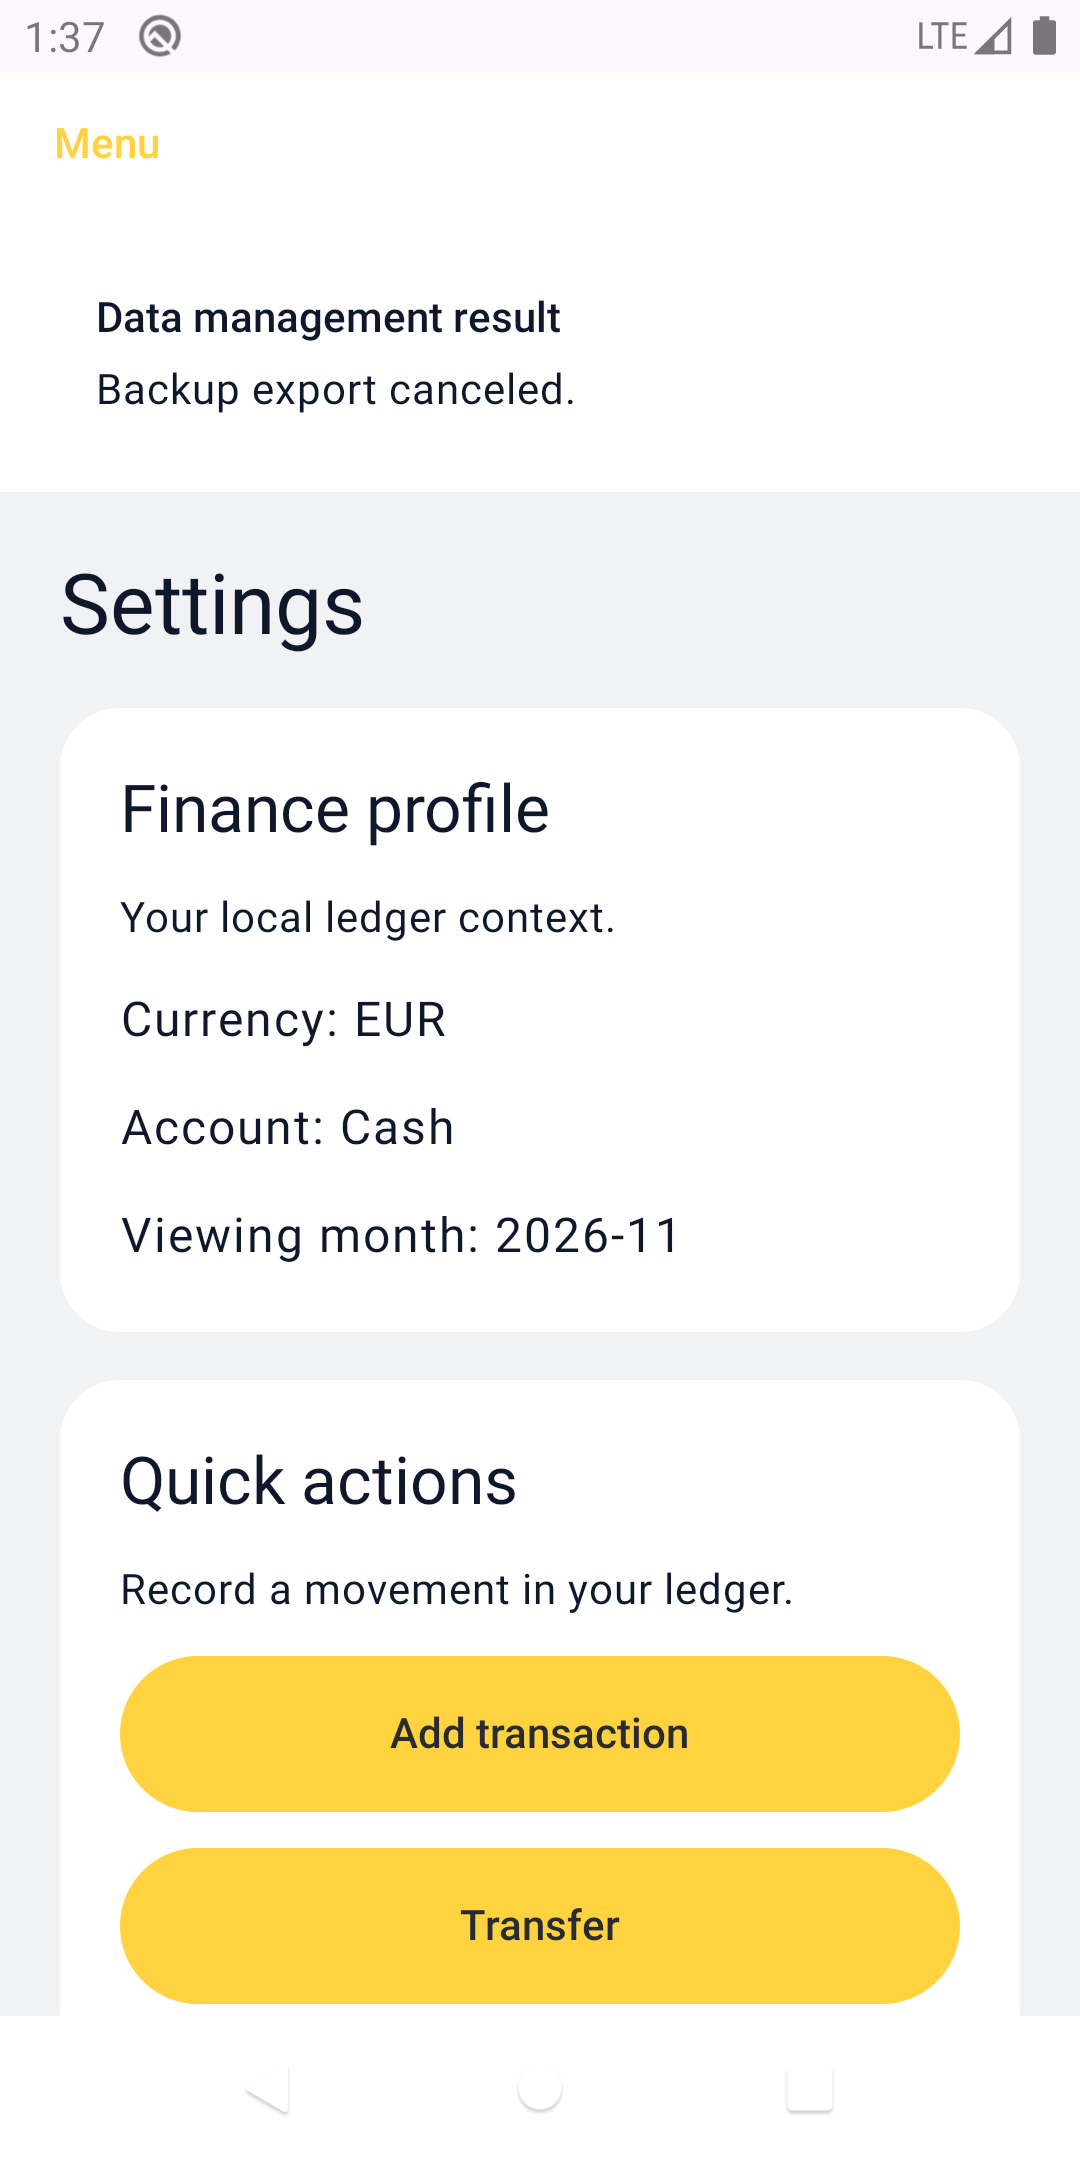 1:37
LTE
Menu
Data management result
Backup export canceled.
Settings
Finance profile
Your local ledger context.
Currency: EUR
Account: Cash
Viewing month: 2026-11
Quick actions
Record a movement in your ledger.
Add transaction
Transfer